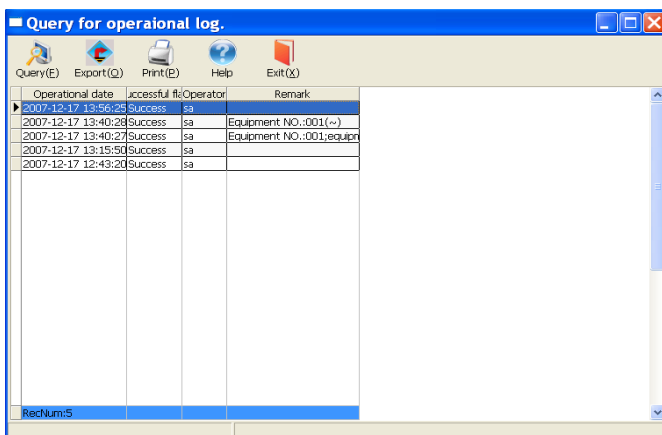 Query for operaional log.
Query(F) Export(O) Print(P) Help Exit(X)
Operational date uccessful fla Operator Remark
2007-12-17 13:56:25 Success sa
2007-12-17 13:40:28 Success sa Equipment NO.:001(~)
2007-12-17 13:40:27 Success sa Equipment NO.:001;equipn
2007-12-17 13:15:50 Success sa
2007-12-17 12:43:20 Success sa
RecNum:5